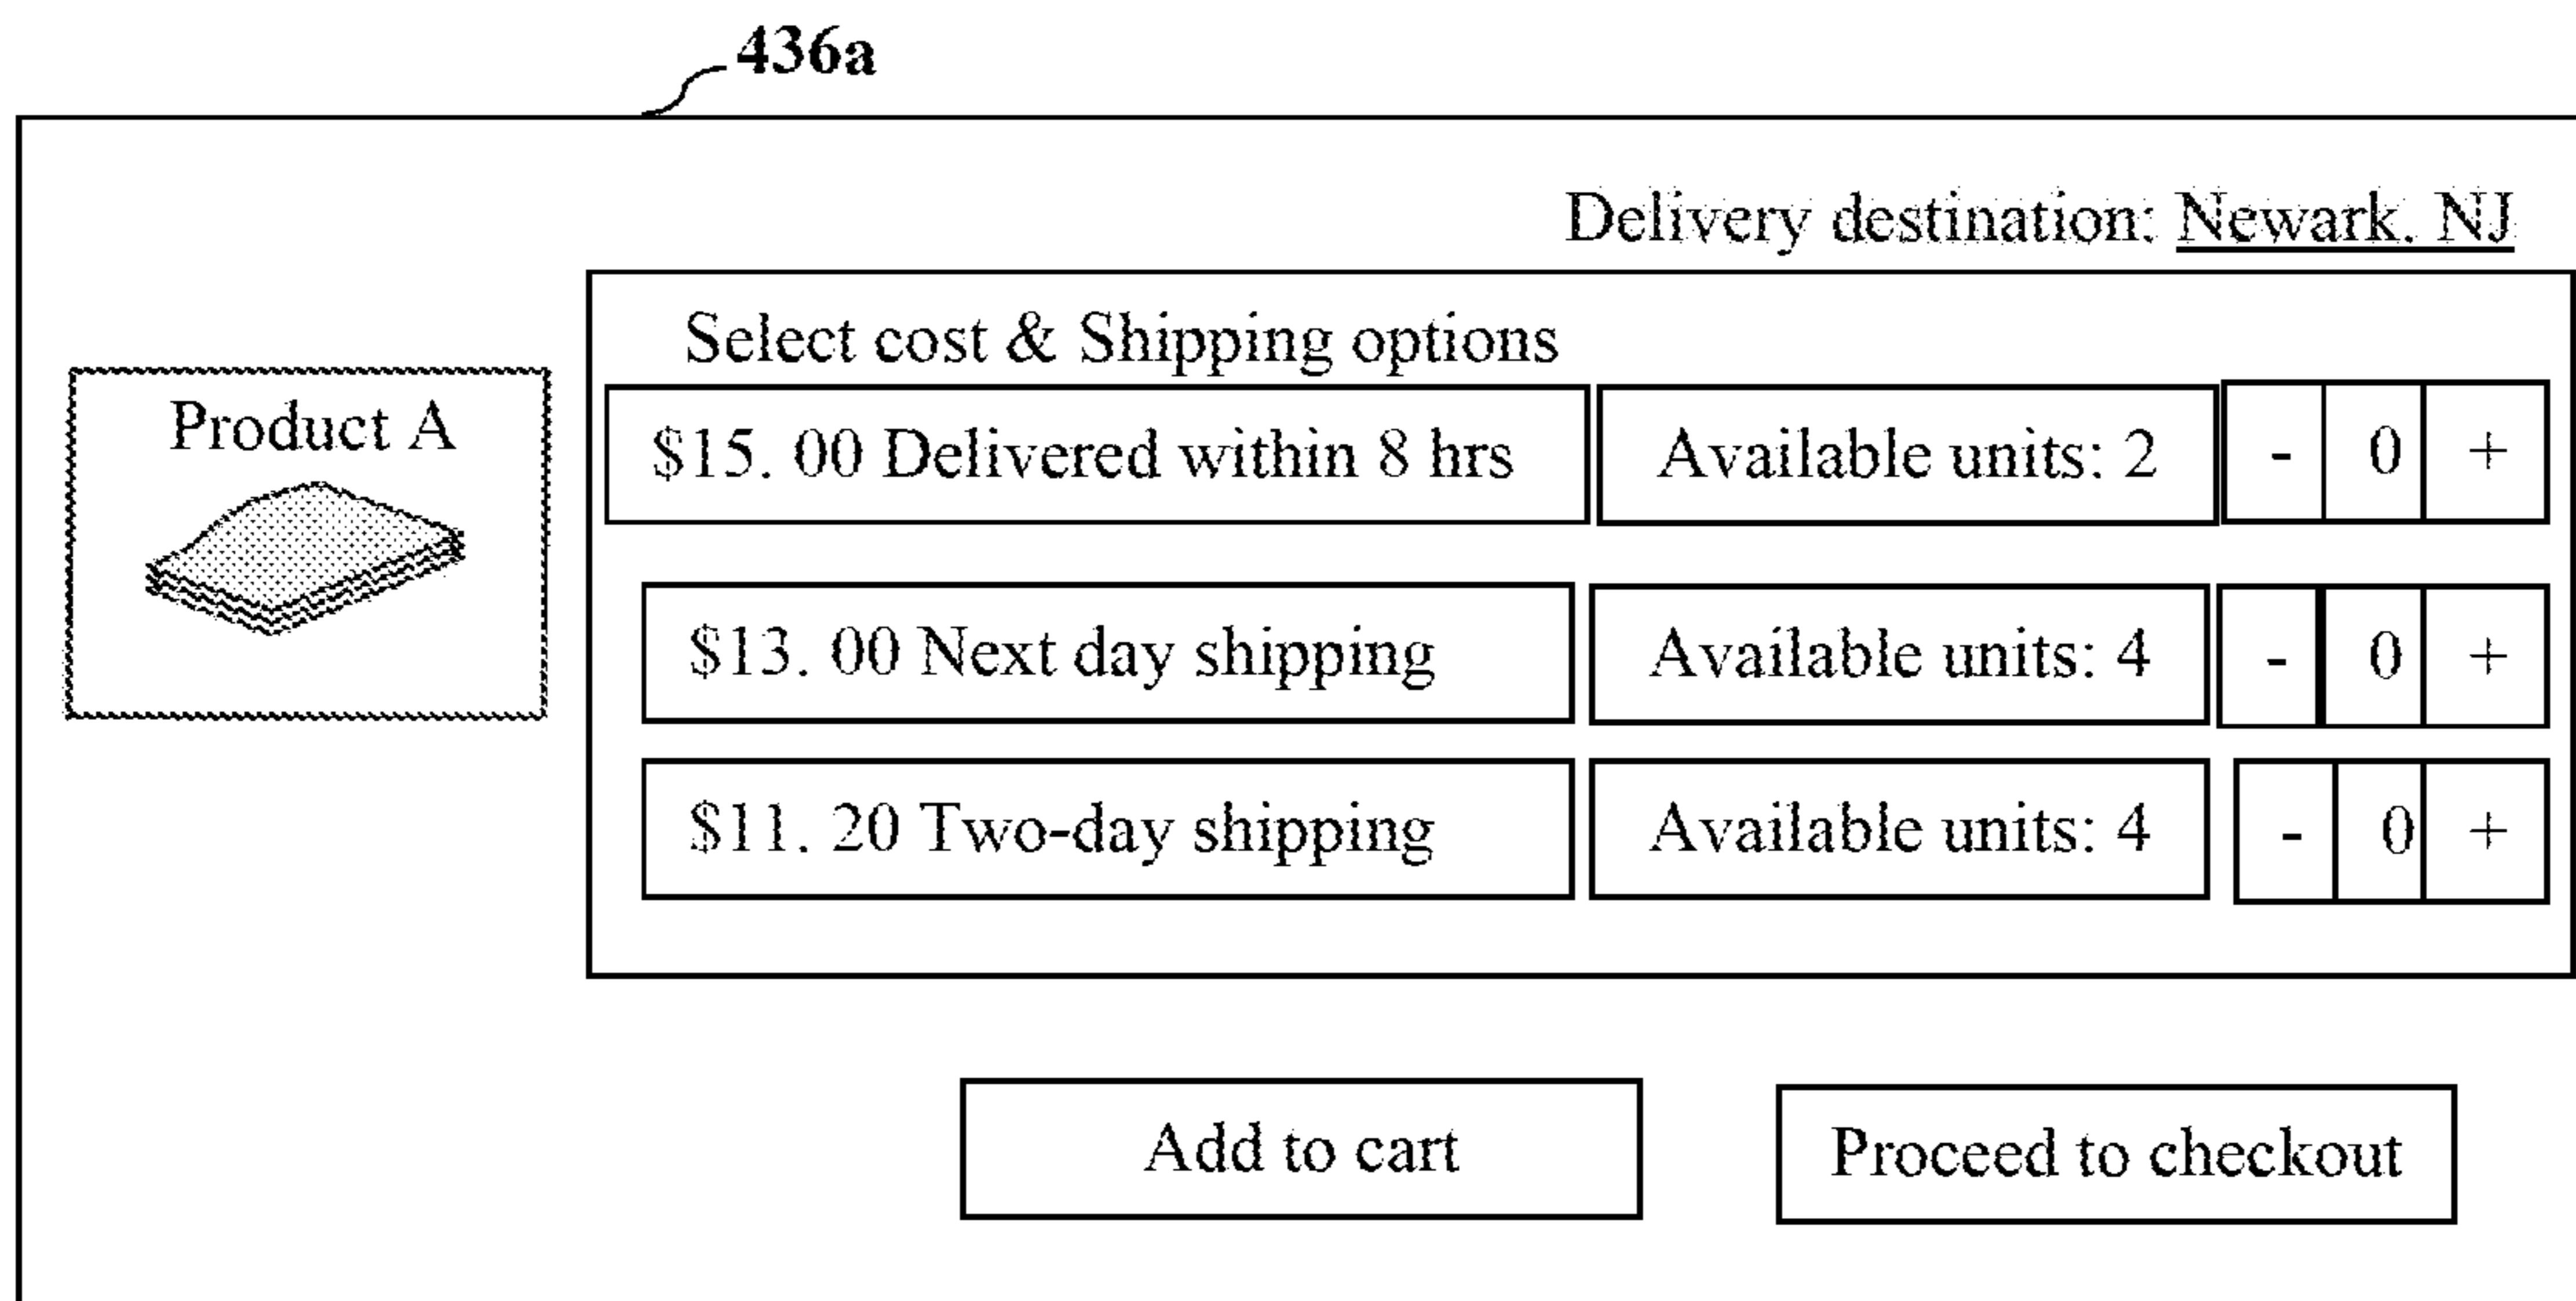 436a
Delivery destination: Newark. NJ
Select cost & Shipping options
Product A
$15. 00 Delivered within 8 hrs Available units: 2 - 0 +
$13. 00 Next day shipping Available units: 4 - 0 +
$11. 20 Two-day shipping Available units: 4 - 0 +
Add to cart Proceed to checkout